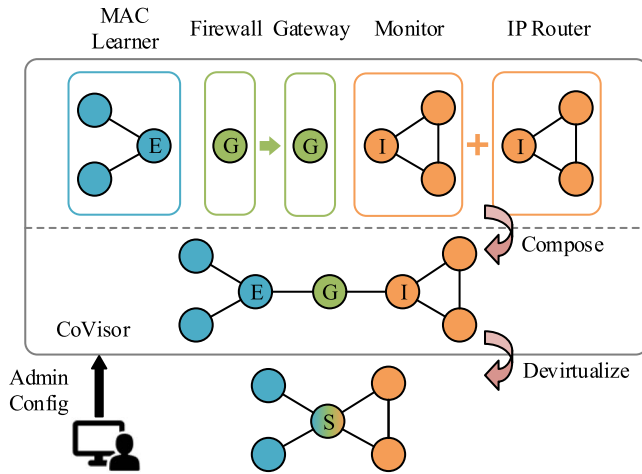 MAC
Learner
Firewall
Gateway
Monitor
IP Router
E
G
G
I
+
I
Compose
E
G
I
CoVisor
Devirtualize
Admin
Config
S